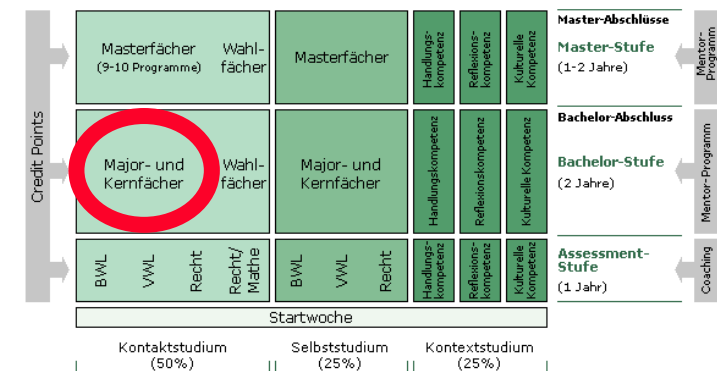 Credit Points
Masterfächer
(9-10 Programme)
Wahl-
fächer
Masterfächer
Handlungs-
kompetenz
Reflexions-
kompetenz
Kulturelle
Kompetenz
Master-Abschlüsse
Master-Stufe
(1-2 Jahre)
Mentor-
Programm
Major- und
Kernfächer
Wahl-
fächer
Major- und
Kernfächer
Handlungskompetenz
Reflexionskompetenz
Kulturelle Kompetenz
Bachelor-Abschluss
Bachelor-Stufe
(2 Jahre)
Mentor-Programm
BWL
VWL
Recht
Recht/
Mathe
BWL
VWL
Recht
Handlungs-
kompetenz
Reflexions-
kompetenz
Kulturelle
Kompetenz
Assessment-
Stufe
(1 Jahr)
Coaching
Startwoche
Kontaktstudium
(50%)
Selbststudium
(25%)
Kontextstudium
(25%)